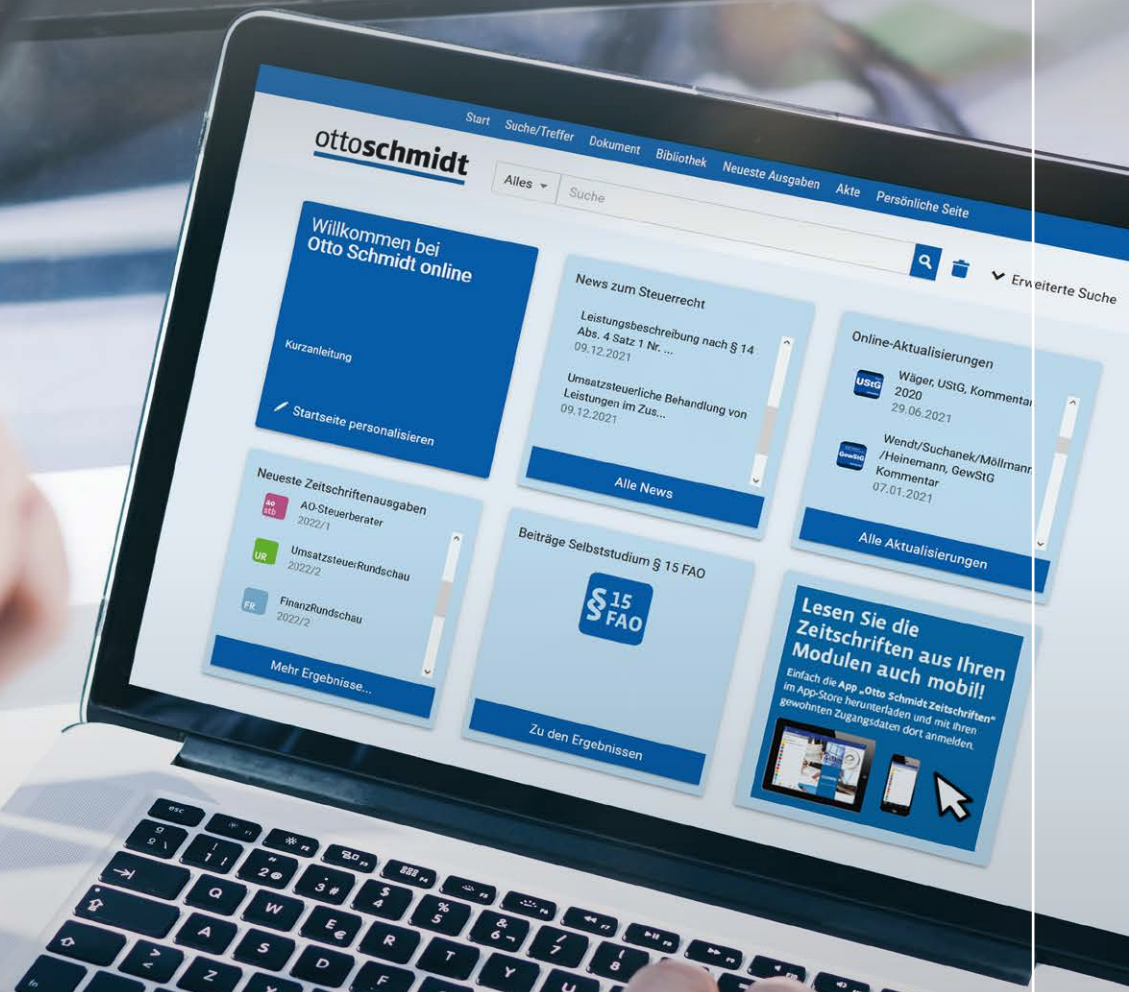 Start Suche/Treffer Dokument Bibliothek Neueste Ausgaben Akte Persönliche Seite
ottoschmidt
Alles Suche
Erweiterte Suche
Willkommen bei
Otto Schmidt online
Kurzanleitung
Startseite personalisieren
News zum Steuerrecht
Leistungsbeschreibung nach § 14
Abs. 4 Satz 1 Nr. ...
09.12.2021
Umsatzsteuerliche Behandlung von
Leistungen im Zus...
09.12.2021
Alle News
Online-Aktualisierungen
UStG
Wäger, UStG, Kommentar
2020
29.06.2021
GewStG
Wendt/Suchanek/Möllmann
/Heinemann, GewStG
Kommentar
07.01.2021
Alle Aktualisierungen
Neueste Zeitschriftenausgaben
ao
stb
AO-Steuerberater
2022/1
UR
UmsatzsteuerRundschau
2022/2
FR
FinanzRundschau
2022/2
Mehr Ergebnisse...
Beiträge Selbststudium § 15 FAO
§ 15
FAO
Zu den Ergebnissen
Lesen Sie die
Zeitschriften aus Ihren
Modulen auch mobil!
Einfach die App „Otto Schmidt Zeitschriften"
im App-Store herunterladen und mit Ihren
gewohnten Zugangsdaten dort anmelden.
esc
Q W E R T Y U
A S D F
Z
fn